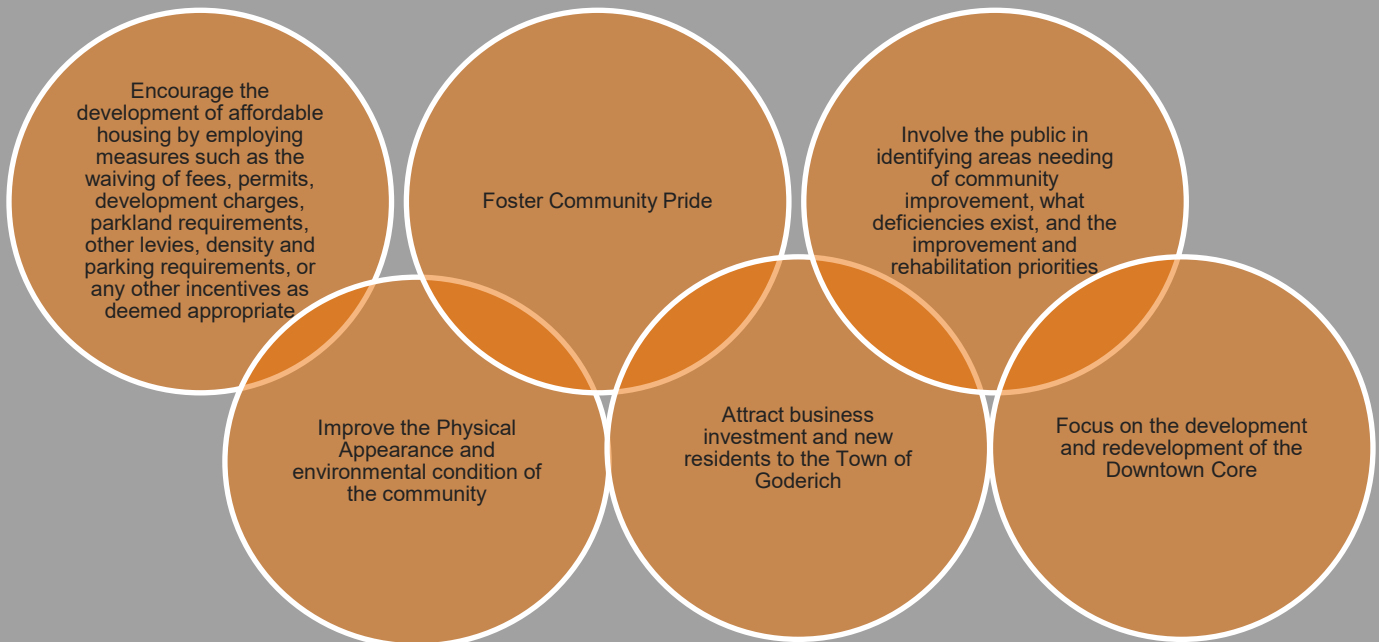 Encourage the
development of affordable
housing by employing
measures such as the
waiving of fees, permits,
development charges,
parkland requirements,
other levies, density and
parking requirements, or
any other incentives as
deemed appropriate
Foster Community Pride
Involve the public in
identifying areas needing
of community
improvement, what
deficiencies exist, and the
improvement and
rehabilitation priorities
Improve the Physical
Appearance and
environmental condition of
the community
Attract business
investment and new
residents to the Town of
Goderich
Focus on the development
and redevelopment of the
Downtown Core